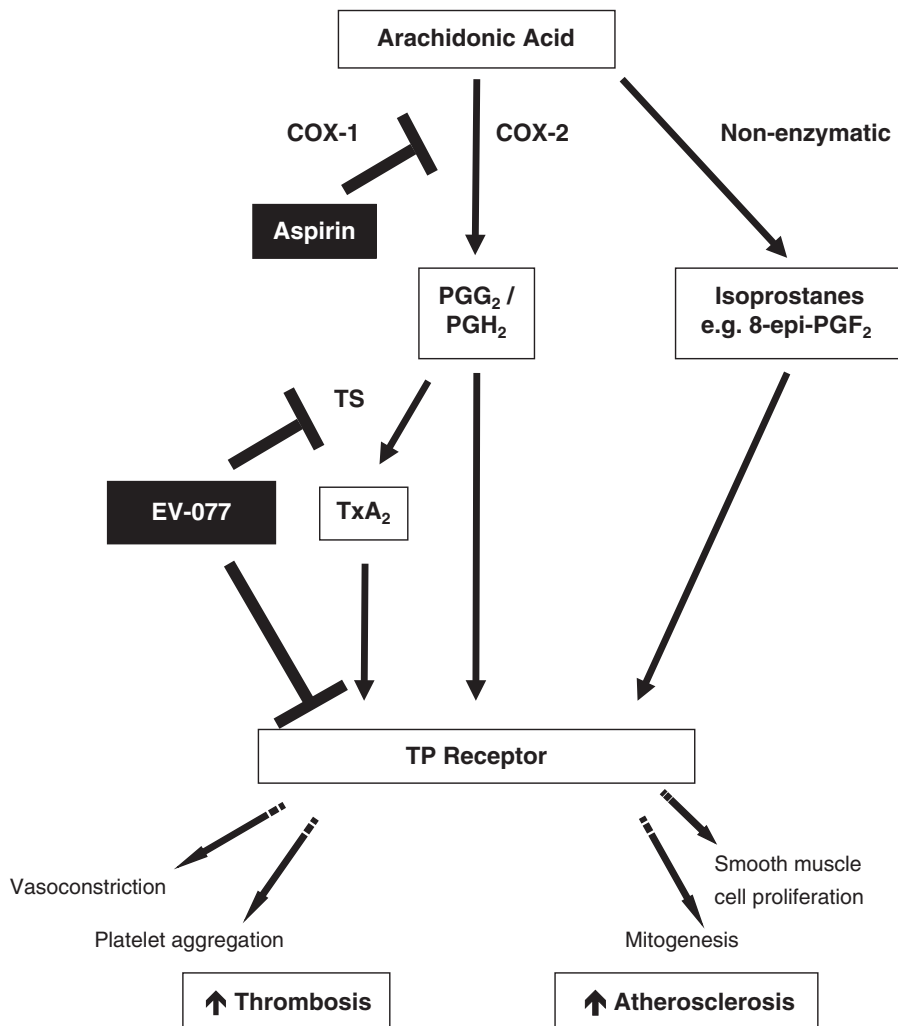 Arachidonic Acid
COX-1
COX-2
Non-enzymatic
Aspirin
PGG₂ /
PGH₂
Isoprostanes
e.g. 8-epi-PGF₂
TS
EV-077
TxA₂
TP Receptor
Vasoconstriction
Platelet aggregation
Smooth muscle
cell proliferation
Mitogenesis
↑ Thrombosis
↑ Atherosclerosis